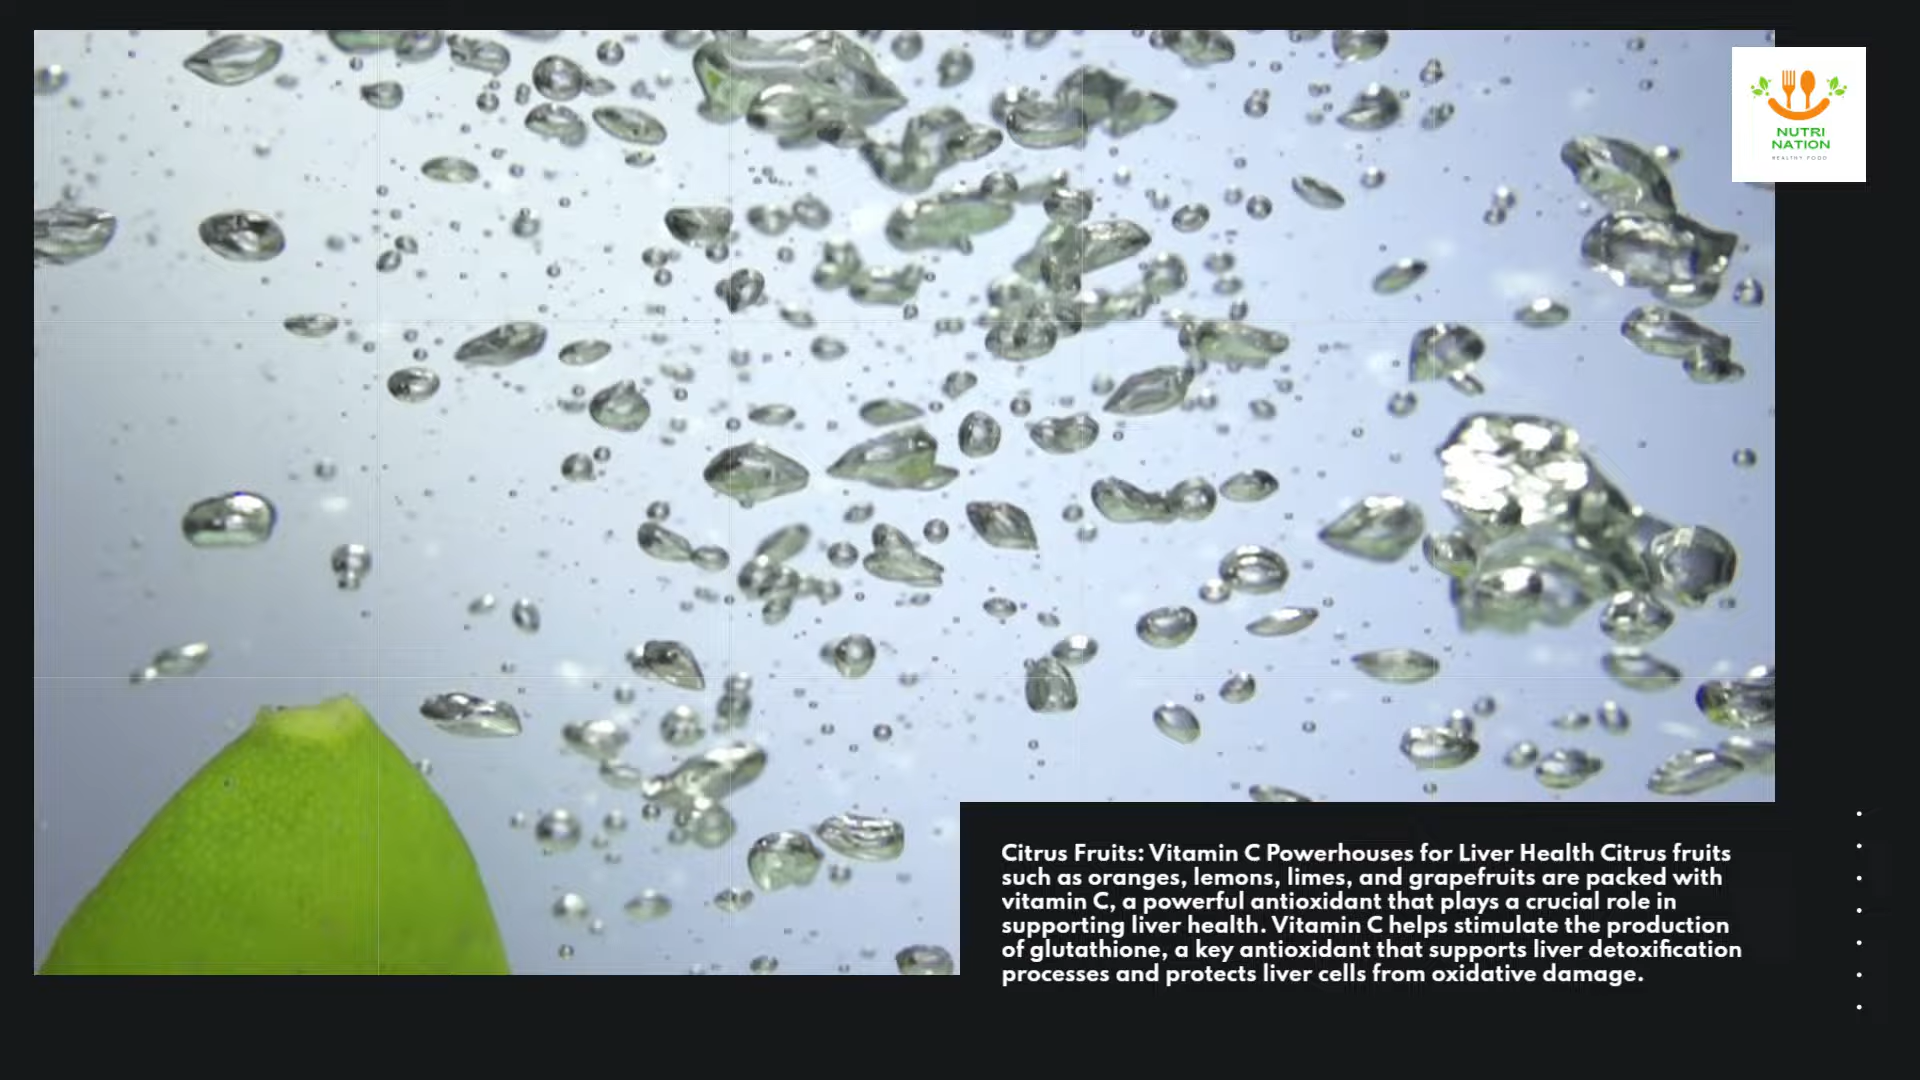 NUTRI
NATION
HEALTHY FOOD
Citrus Fruits: Vitamin C Powerhouses for Liver Health Citrus fruits
such as oranges, lemons, limes, and grapefruits are packed with
vitamin C, a powerful antioxidant that plays a crucial role in
supporting liver health. Vitamin C helps stimulate the production
of glutathione, a key antioxidant that supports liver detoxification
processes and protects liver cells from oxidative damage.